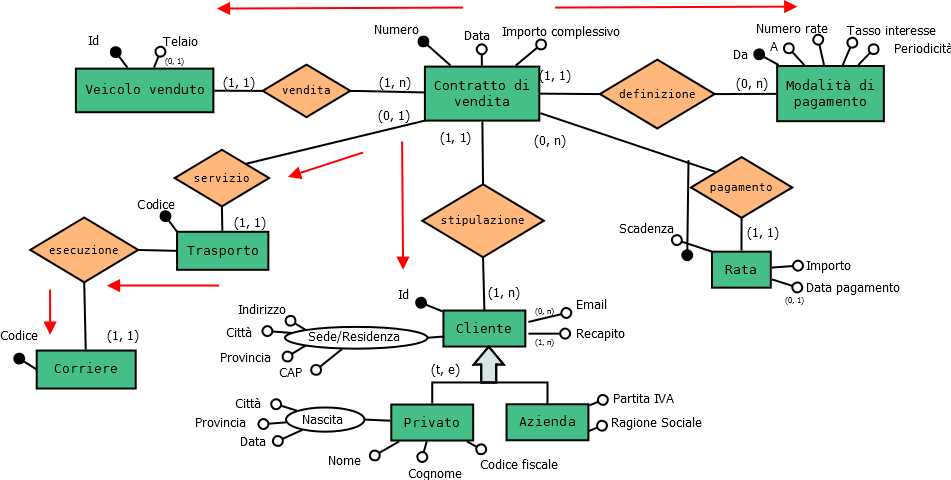 Numero
Data
Importo complessivo
Numero rate
Tasso interesse
Id
Telaio
(0, 1)
A
Periodicità
Da
(1, 1)
vendita
(1, n)
Veicolo venduto
Contratto di
vendita
(1, 1)
definizione
(0, n)
Modalità di
pagamento
(0, 1)
(1, 1)
(0, n)
servizio
pagamento
Codice
(1, 1)
stipulazione
Scadenza
(1, 1)
esecuzione
Trasporto
Rata
Importo
Data pagamento
(0, 1)
Id
(1, n)
Email
(0, n)
Indirizzo
Città
Sede/Residenza
Cliente
Recapito
(1, n)
Provincia
CAP
Codice
(1, 1)
Corriere
(t, e)
Città
Provincia
Nascita
Data
Privato
Azienda
Partita IVA
Ragione Sociale
Nome
Cognome
Codice fiscale